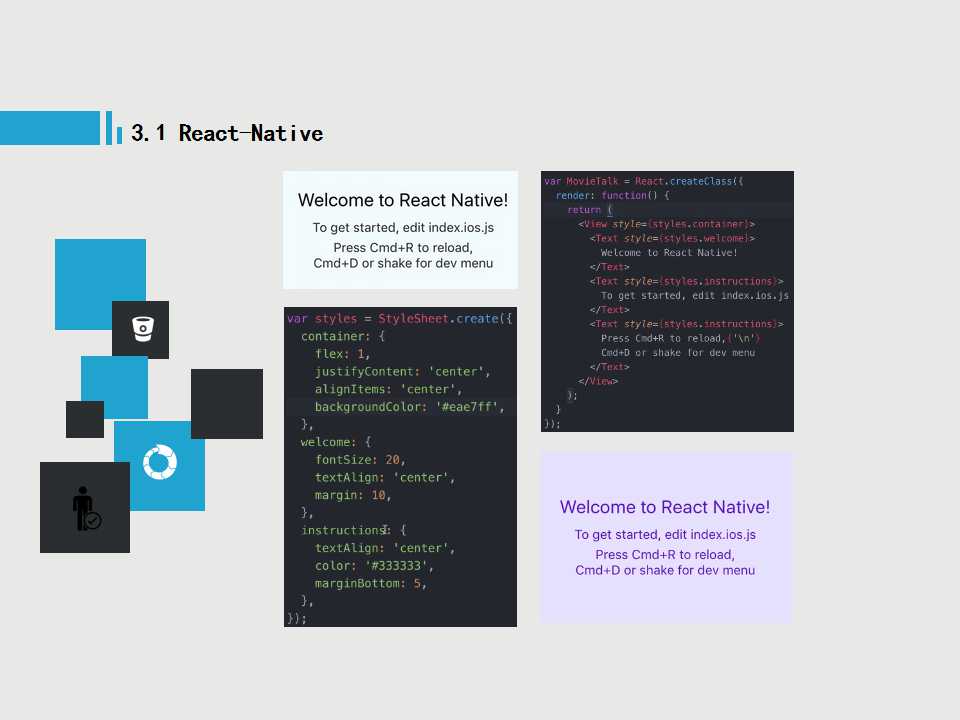 3.1 React-Native
Welcome to React Native!
To get started, edit index.ios.js
Press Cmd+R to reload,
Cmd+D or shake for dev menu
var styles = StyleSheet.create({
container: {
flex: 1,
justifyContent: 'center',
alignItems: 'center',
backgroundColor: '#eae7ff',
},
welcome: {
fontSize: 20,
textAlign: 'center',
margin: 10,
},
instructions: {
textAlign: 'center',
color: '#333333',
marginBottom: 5,
},
});
var MovieTalk = React.createClass({
render: function() {
return (
<View style={styles.container}>
<Text style={styles.welcome}>
Welcome to React Native!
</Text>
<Text style={styles.instructions}>
To get started, edit index.ios.js
</Text>
<Text style={styles.instructions}>
Press Cmd+R to reload,{'\n'}
Cmd+D or shake for dev menu
</Text>
</View>
);
}
});
Welcome to React Native!
To get started, edit index.ios.js
Press Cmd+R to reload,
Cmd+D or shake for dev menu